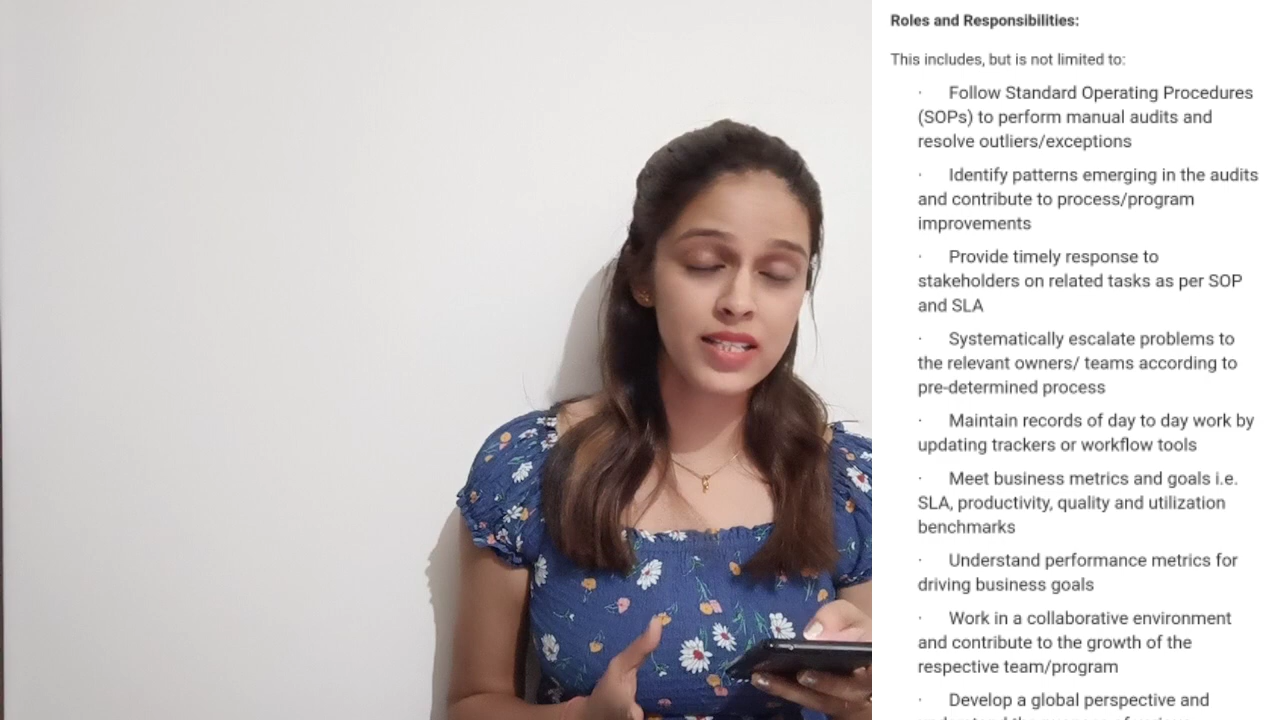 Roles and Responsibilities:
This includes, but is not limited to:
· Follow Standard Operating Procedures
(SOPs) to perform manual audits and
resolve outliers/exceptions
· Identify patterns emerging in the audits
and contribute to process/program
improvements
· Provide timely response to
stakeholders on related tasks as per SOP
and SLA
· Systematically escalate problems to
the relevant owners/ teams according to
pre-determined process
· Maintain records of day to day work by
updating trackers or workflow tools
· Meet business metrics and goals i.e.
SLA, productivity, quality and utilization
benchmarks
· Understand performance metrics for
driving business goals
· Work in a collaborative environment
and contribute to the growth of the
respective team/program
· Develop a global perspective and